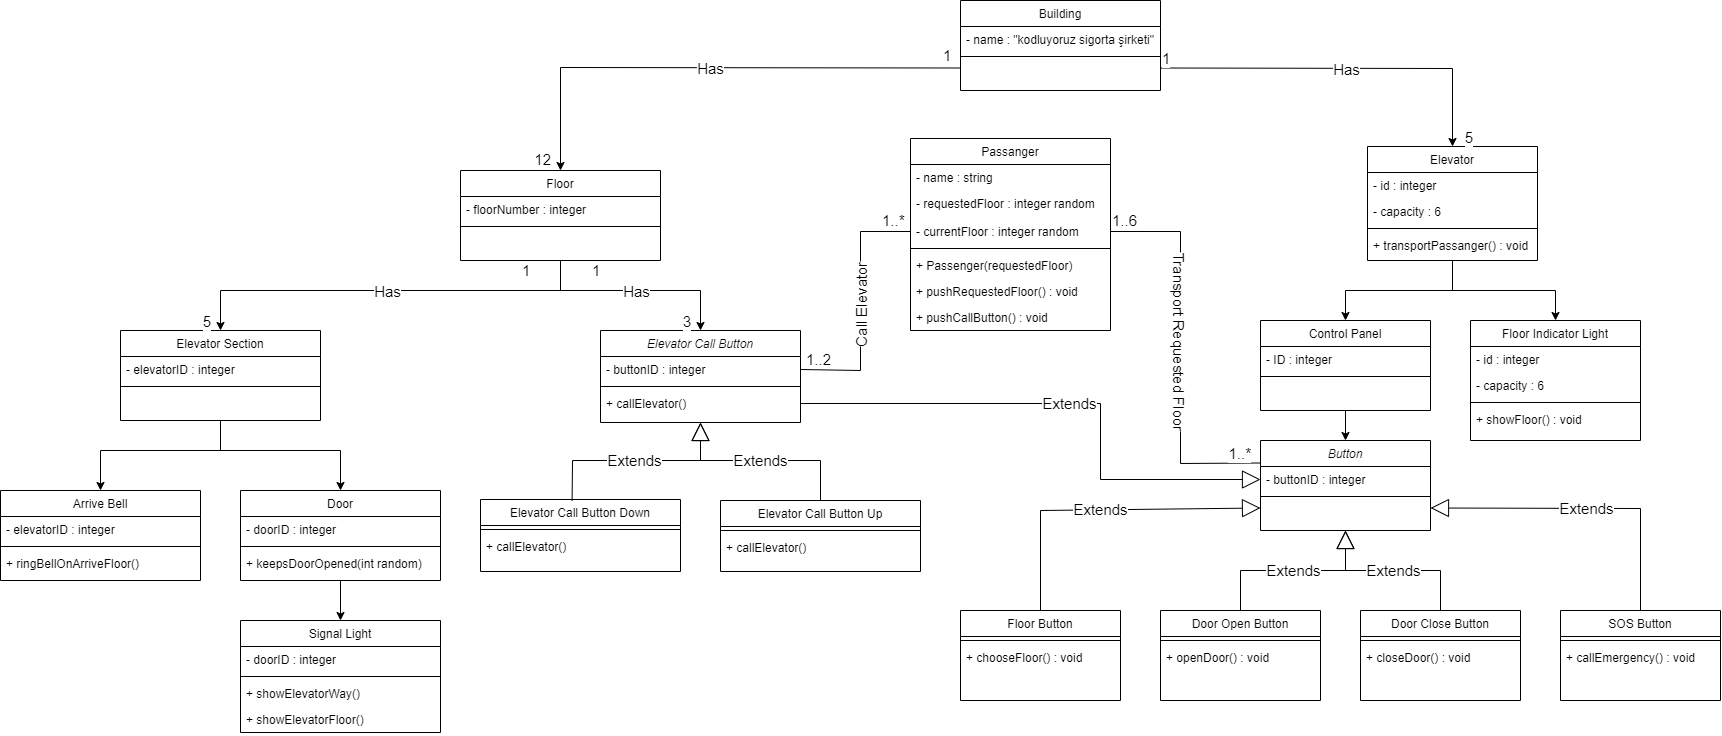 Building
- name : "kodluyoruz sigorta şirketi"
1
1
Has
Has
12
5
Floor
- floorNumber : integer
1
1
Has
Has
5
3
Passanger
- name : string
- requestedFloor : integer random
- currentFloor : integer random
+ Passenger(requestedFloor)
+ pushRequestedFloor() : void
+ pushCallButton() : void
1..*
1..6
Call Elevator
1..2
Transport Requested Floor
1..*
Elevator
- id : integer
- capacity : 6
+ transportPassanger() : void
Elevator Section
- elevatorID : integer
Elevator Call Button
- buttonID : integer
+ callElevator()
Extends
Control Panel
- ID : integer
Floor Indicator Light
- id : integer
- capacity : 6
+ showFloor() : void
Button
- buttonID : integer
Extends
Extends
Extends
Extends
Extends
Extends
Arrive Bell
- elevatorID : integer
+ ringBellOnArriveFloor()
Door
- doorID : integer
+ keepsDoorOpened(int random)
Elevator Call Button Down
+ callElevator()
Elevator Call Button Up
+ callElevator()
Signal Light
- doorID : integer
+ showElevatorWay()
+ showElevatorFloor()
Floor Button
+ chooseFloor() : void
Door Open Button
+ openDoor() : void
Door Close Button
+ closeDoor() : void
SOS Button
+ callEmergency() : void